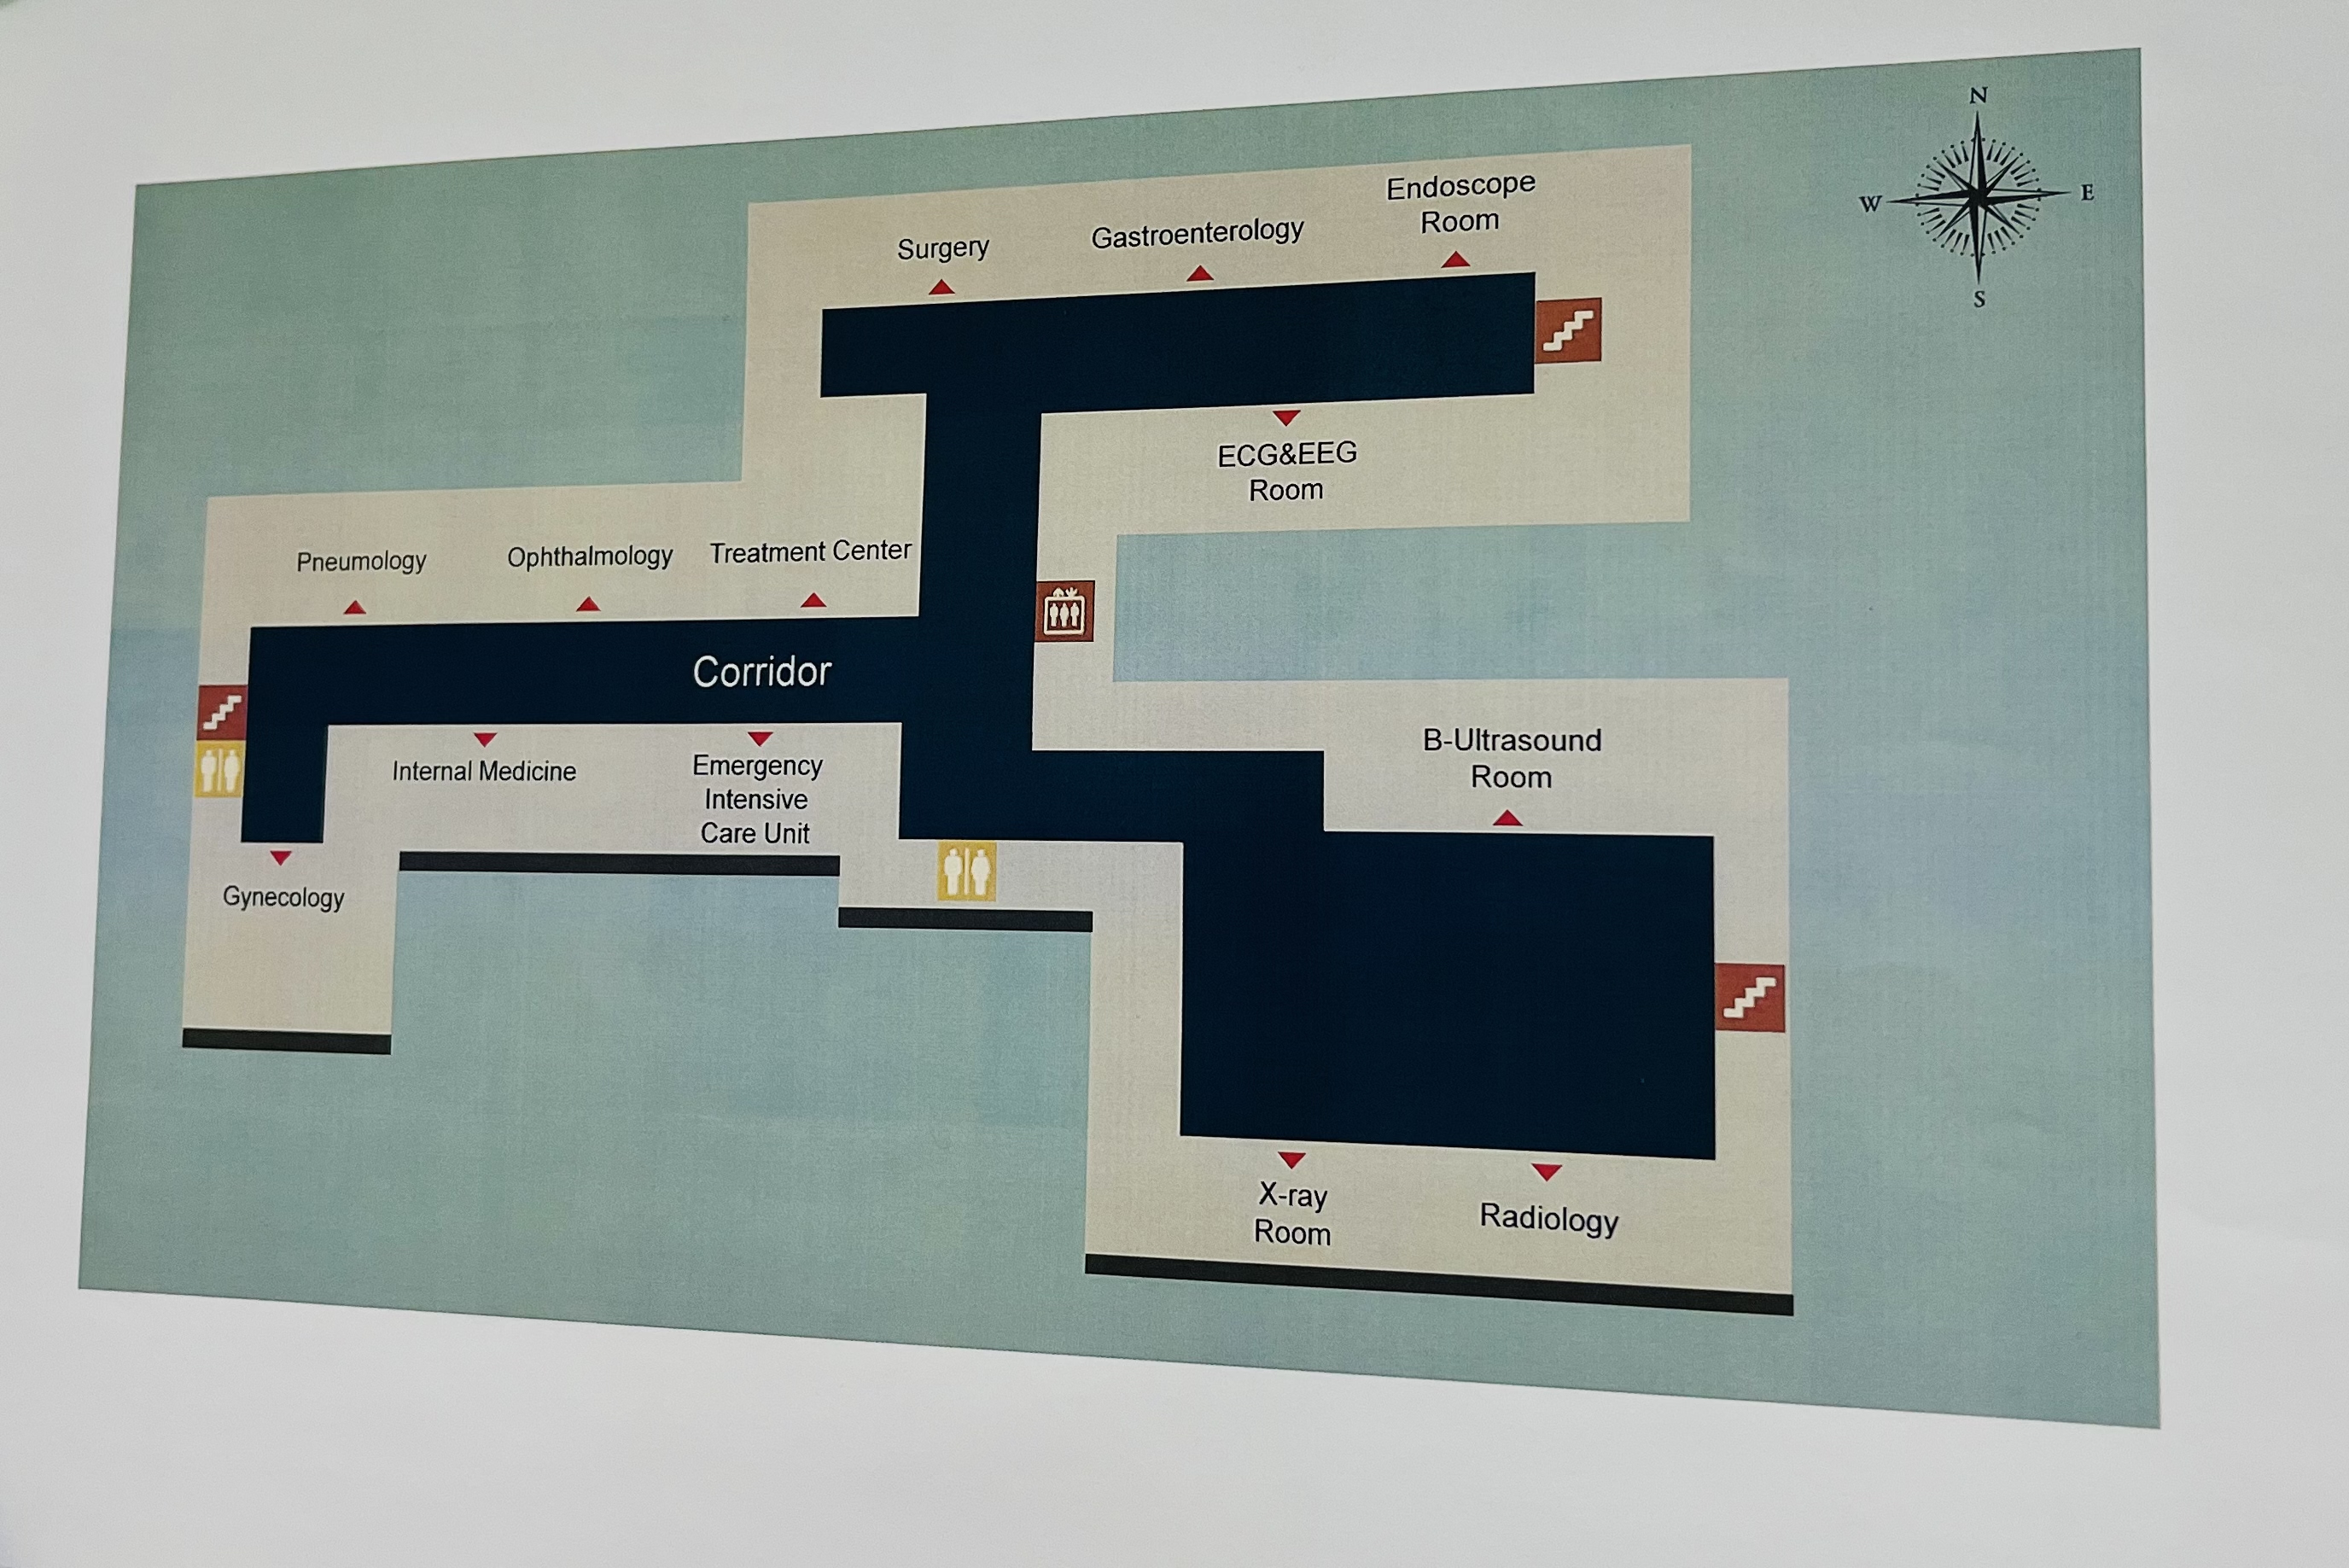 N
W
E
S
Endoscope
Room
Gastroenterology
Surgery
ECG&EEG
Room
Pneumology
Ophthalmology
Treatment Center
Corridor
Internal Medicine
Emergency
Intensive
Care Unit
B-Ultrasound
Room
Gynecology
X-ray
Room
Radiology